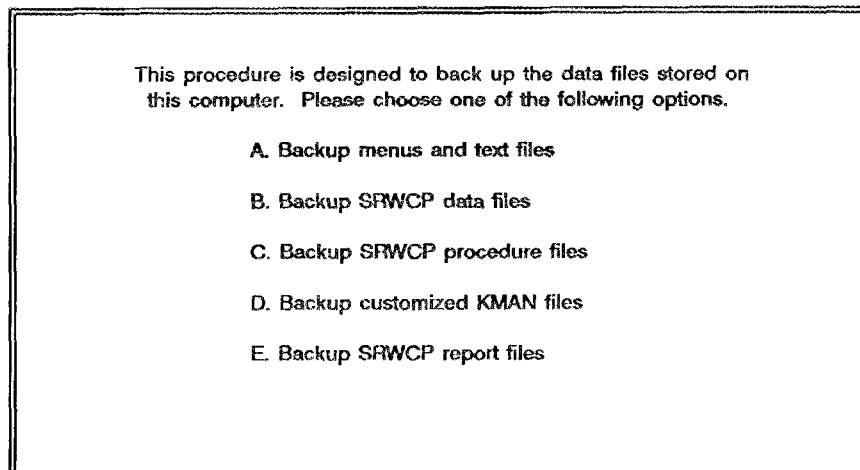 This procedure is designed to back up the data files stored on
this computer. Please choose one of the following options.
A. Backup menus and text files
B. Backup SRWCP data files
C. Backup SRWCP procedure files
D. Backup customized KMAN files
E. Backup SRWCP report files